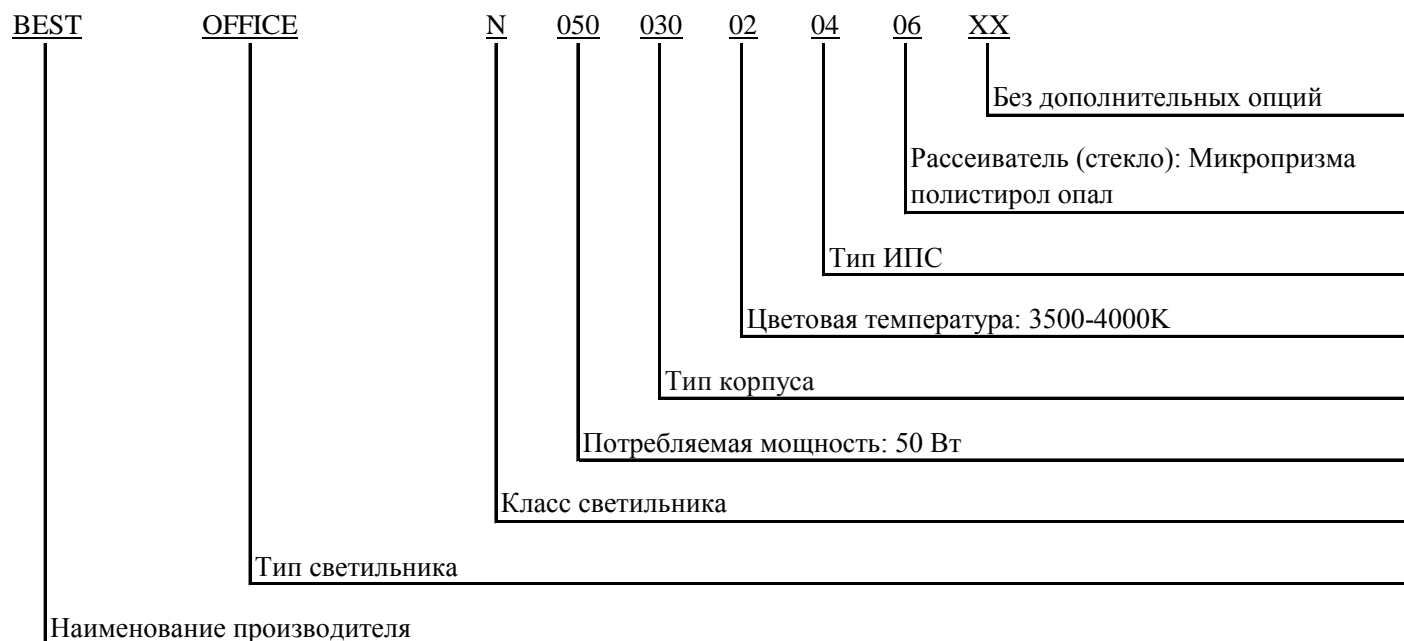 BEST OFFICE N 050 030 02 04 06 XX
Без дополнительных опций
Рассеиватель (стекло): Микропризма
полистирол опал
Тип ИПС
Цветовая температура: 3500-4000K
Тип корпуса
Потребляемая мощность: 50 Вт
Класс светильника
Тип светильника
Наименование производителя